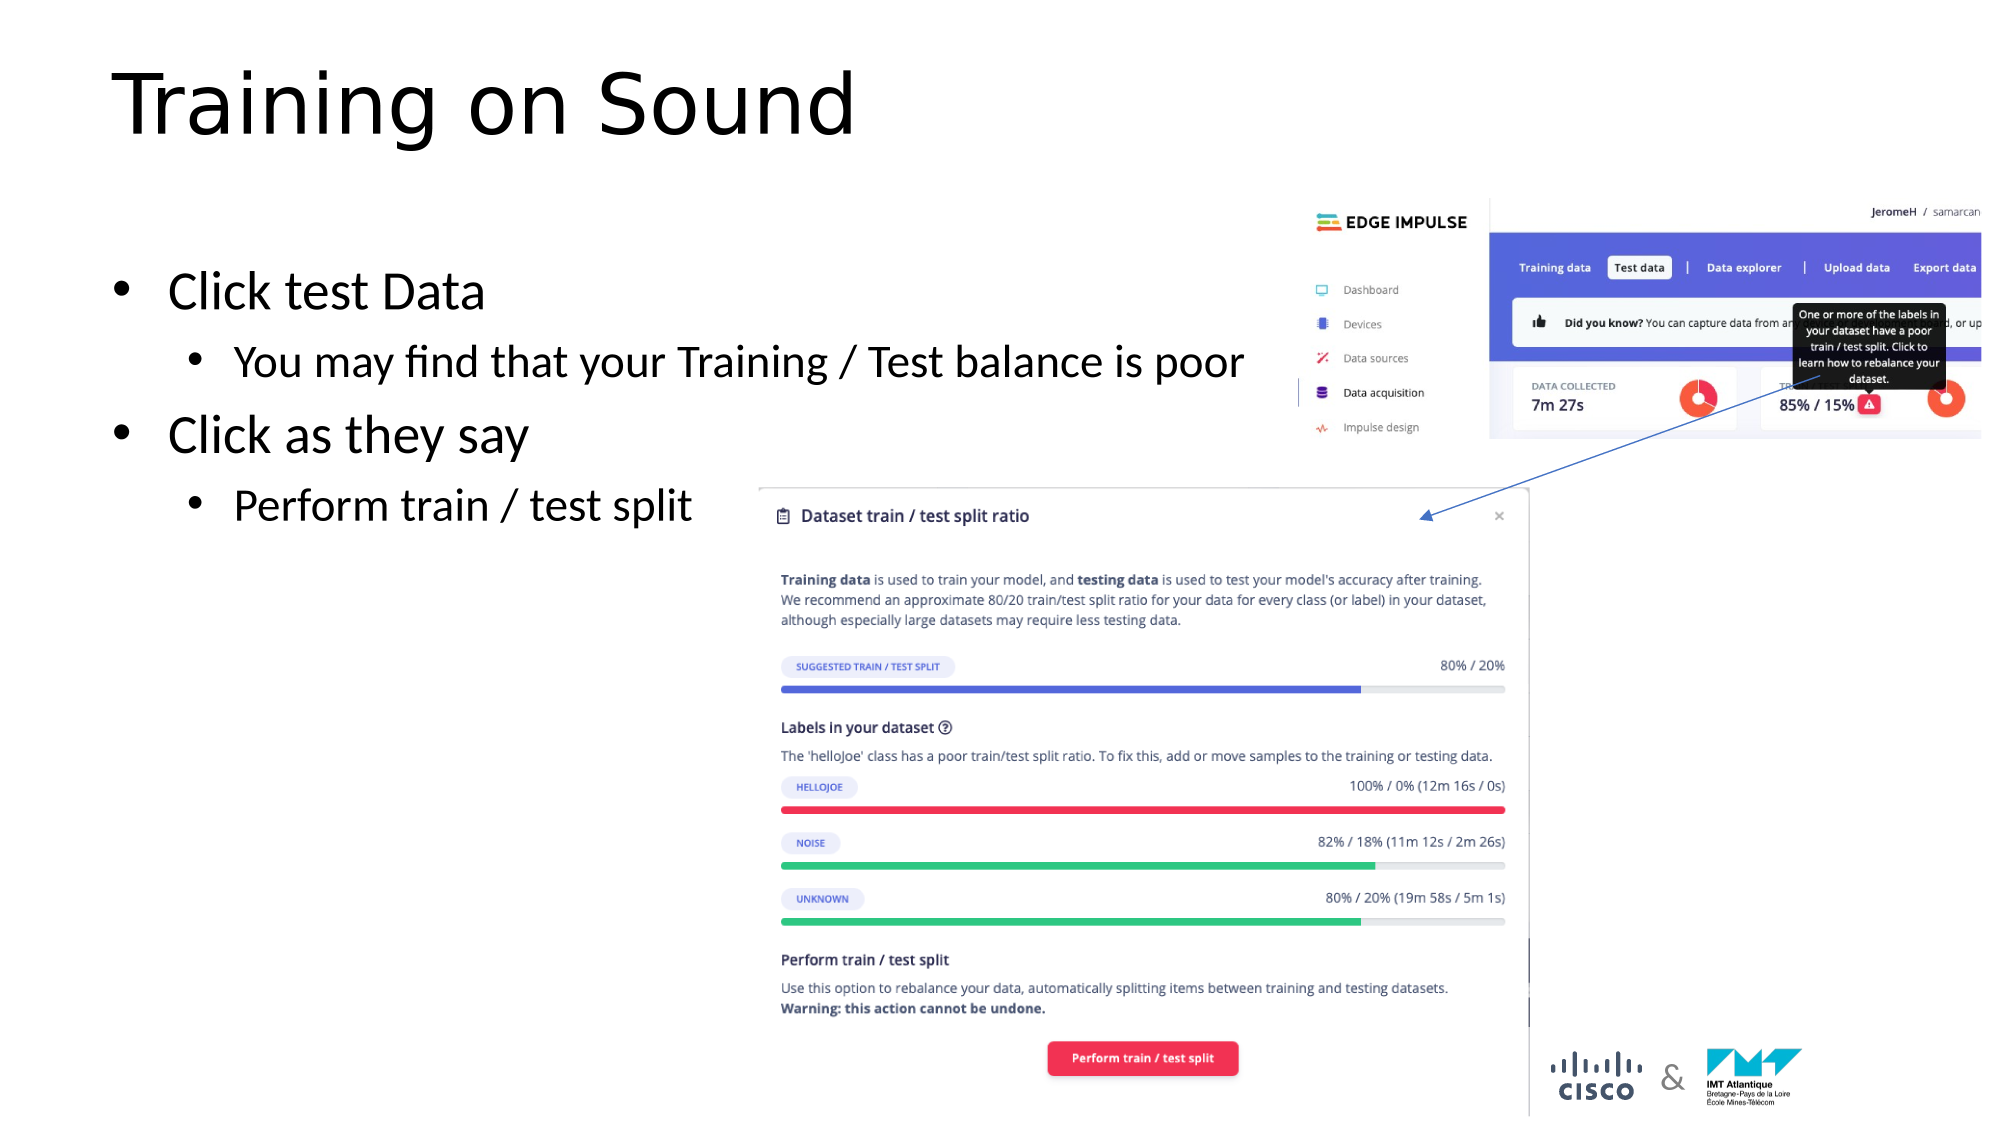 Training on Sound
• Click test Data
• You may find that your Training / Test balance is poor
• Click as they say
• Perform train / test split
EDGE IMPULSE
JeromeH / samarcan
Training data Test data | Data explorer | Upload data Export data
Did you know? You can capture data from any d, or up
One or more of the labels in
your dataset have a poor
train / test split. Click to
learn how to rebalance your
dataset.
Dashboard
Devices
Data sources
Data acquisition
Impulse design
DATA COLLECTED
7m 27s
85% / 15%
Dataset train / test split ratio ×
Training data is used to train your model, and testing data is used to test your model's accuracy after training.
We recommend an approximate 80/20 train/test split ratio for your data for every class (or label) in your dataset,
although especially large datasets may require less testing data.
SUGGESTED TRAIN / TEST SPLIT 80% / 20%
Labels in your dataset ?
The 'helloJoe' class has a poor train/test split ratio. To fix this, add or move samples to the training or testing data.
HELLOJOE 100% / 0% (12m 16s / 0s)
NOISE 82% / 18% (11m 12s / 2m 26s)
UNKNOWN 80% / 20% (19m 58s / 5m 1s)
Perform train / test split
Use this option to rebalance your data, automatically splitting items between training and testing datasets.
Warning: this action cannot be undone.
Perform train / test split
CISCO & IMT Atlantique
Bretagne-Pays de la Loire
École Mines-Télécom